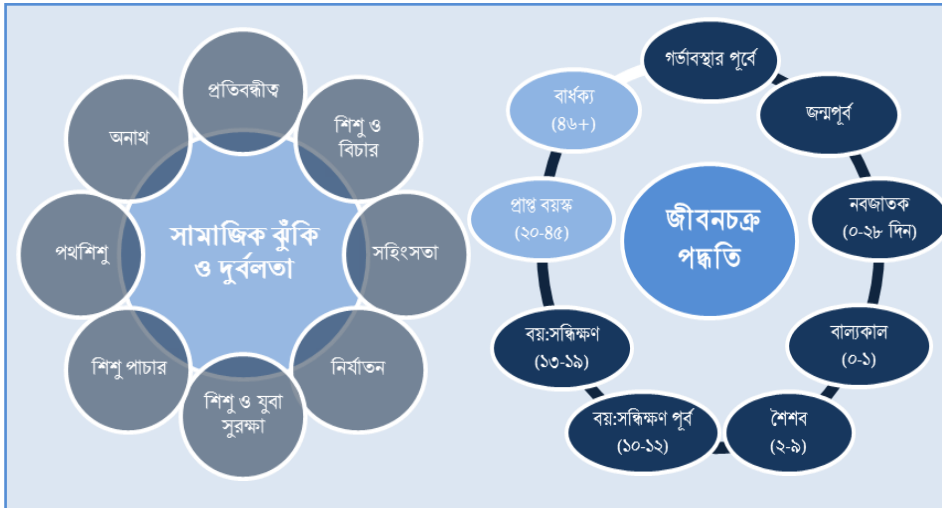 প্রতিবন্ধীত্ব
শিশু ও
বিচার
সহিংসতা
নির্যাতন
শিশু ও যুবা
সুরক্ষা
শিশু পাচার
পথশিশু
অনাথ
সামাজিক ঝুঁকি
ও দুর্বলতা
গর্ভাবস্থার পূর্বে
জন্মপূর্ব
নবজাতক
(০-২৮ দিন)
বাল্যকাল
(০-১)
শৈশব
(২-৯)
বয়:সন্ধিক্ষণ পূর্ব
(১০-১২)
বয়:সন্ধিক্ষণ
(১৩-১৯)
প্রাপ্ত বয়স্ক
(২০-৪৫)
বার্ধক্য
(৪৬+)
জীবনচক্র
পদ্ধতি